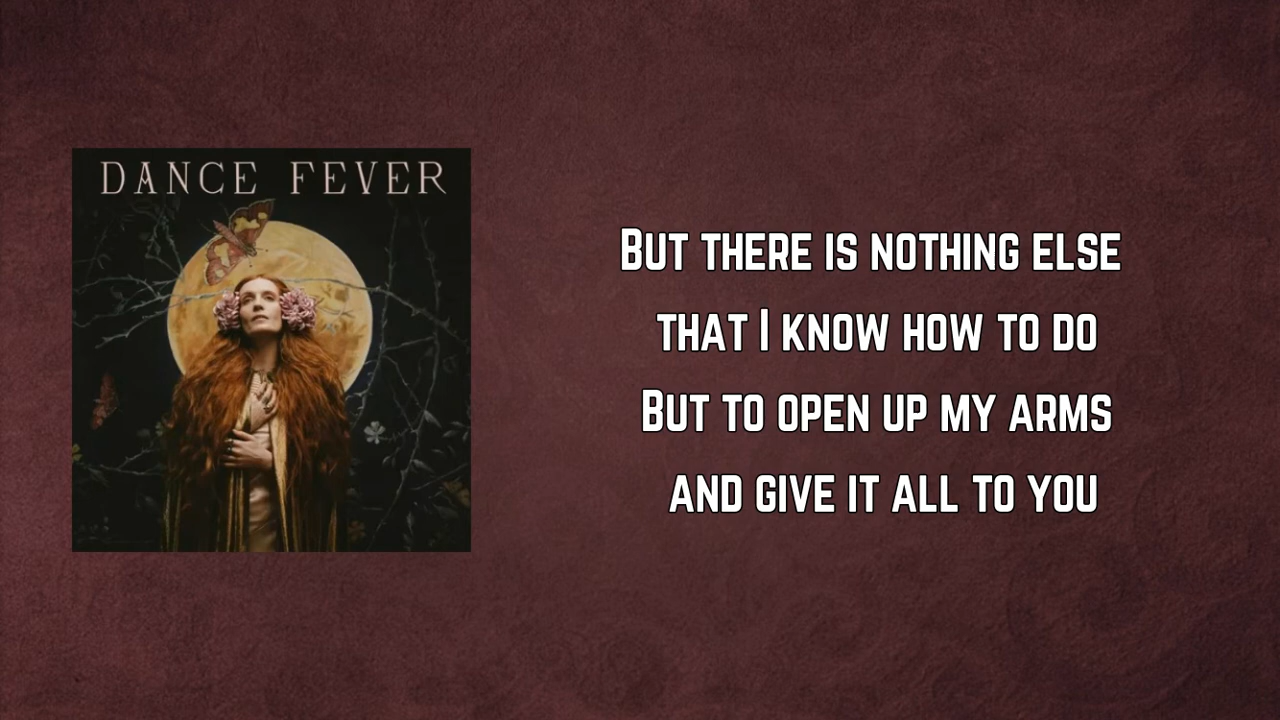 DANCE FEVER
But there is nothing else
that I know how to do
But to open up my arms
and give it all to you